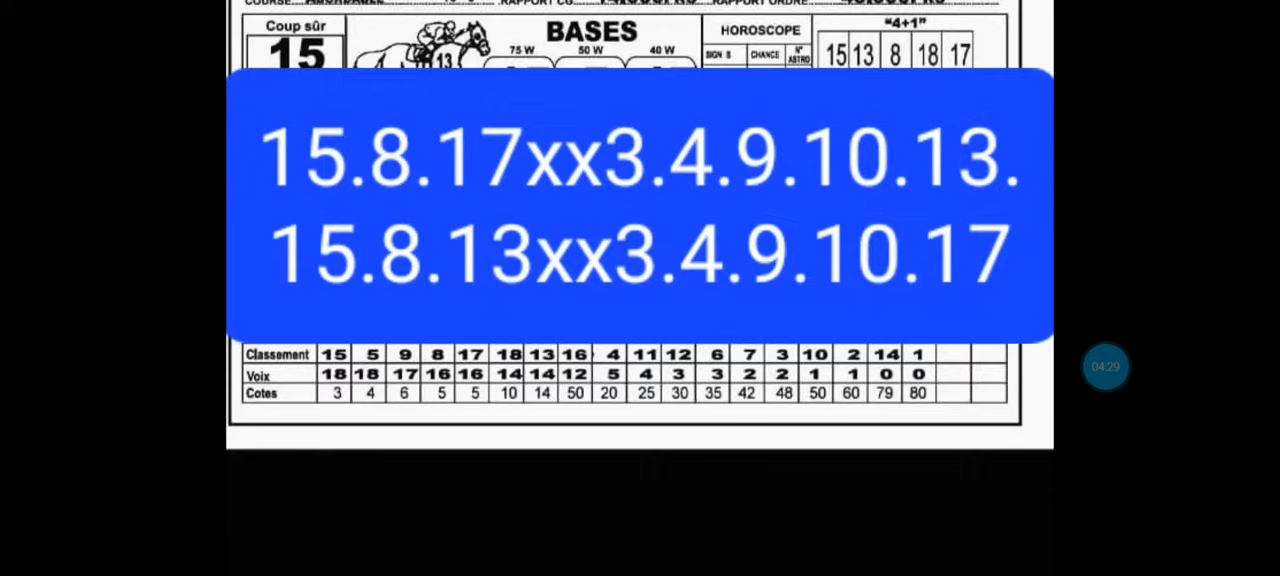 Coup sûr
15
13
BASES
75 W 50 W 40 W
HOROSCOPE
SIGN S CHANCE N° ASTRO
"4+1"
15 13 8 18 17
15.8.17xx3.4.9.10.13.
15.8.13xx3.4.9.10.17
Classement 15 5 9 8 17 18 13 16 4 11 12 6 7 3 10 2 14 1
Voix 18 18 17 16 16 14 14 12 5 4 3 3 2 2 1 1 0 0
Cotes 3 4 6 5 5 10 14 50 20 25 30 35 42 48 50 60 79 80
04:29